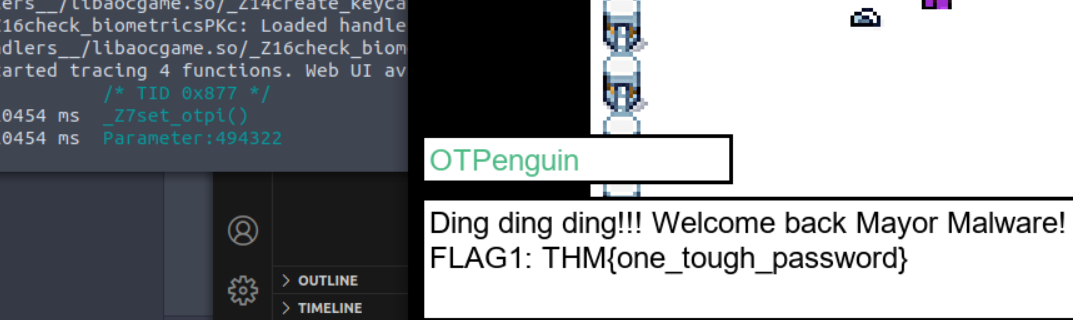 ers__/libaocgame.so/_Z14create_keyca
Z16check_biometricsPKc: Loaded handle
dlers__/libaocgame.so/_Z16check_biom
tarted tracing 4 functions. Web UI av
/* TID 0x877 */
0454 ms _Z7set_otpi()
0454 ms Parameter:494322
OTPenguin
Ding ding ding!!! Welcome back Mayor Malware!
FLAG1: THM{one_tough_password}
> OUTLINE
> TIMELINE